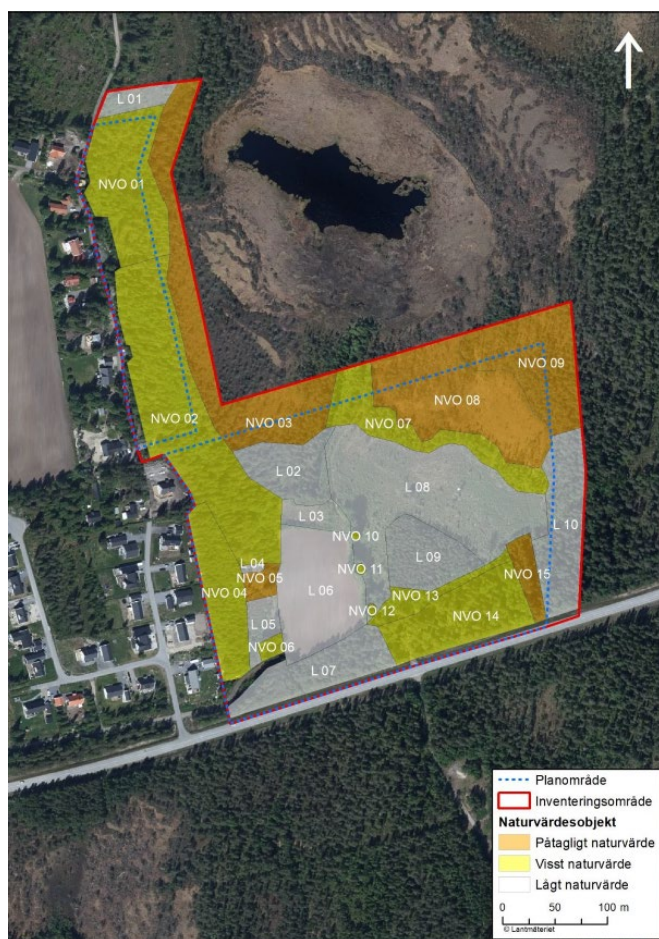 L 01
NVO 01
NVO 02
NVO 03
NVO 07
NVO 08
NVO 09
L 02
L 08
L 03
L 10
NVO 10
L 04
NVO 05
NVO 04
L 06
NVO 11
L 09
NVO 15
NVO 13
NVO 12
L 05
NVO 14
NVO 06
L 07
Planområde
Inventeringsområde
Naturvärdesobjekt
Påtagligt naturvärde
Visst naturvärde
Lågt naturvärde
0 50 100 m
© Lantmäteriet